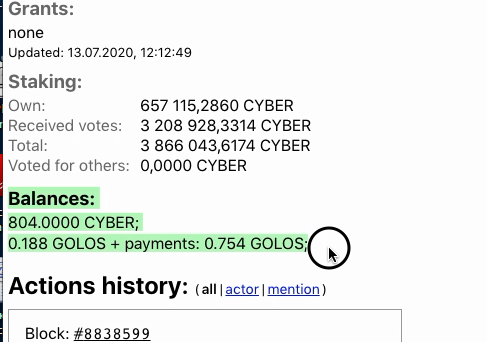 Grants:
none
Updated: 13.07.2020, 12:12:49
Staking:
Own: 657 115,2860 CYBER
Received votes: 3 208 928,3314 CYBER
Total: 3 866 043,6174 CYBER
Voted for others: 0,0000 CYBER
Balances:
804.0000 CYBER;
0.188 GOLOS + payments: 0.754 GOLOS;
Actions history: ( all | actor | mention )
Block: #8838599